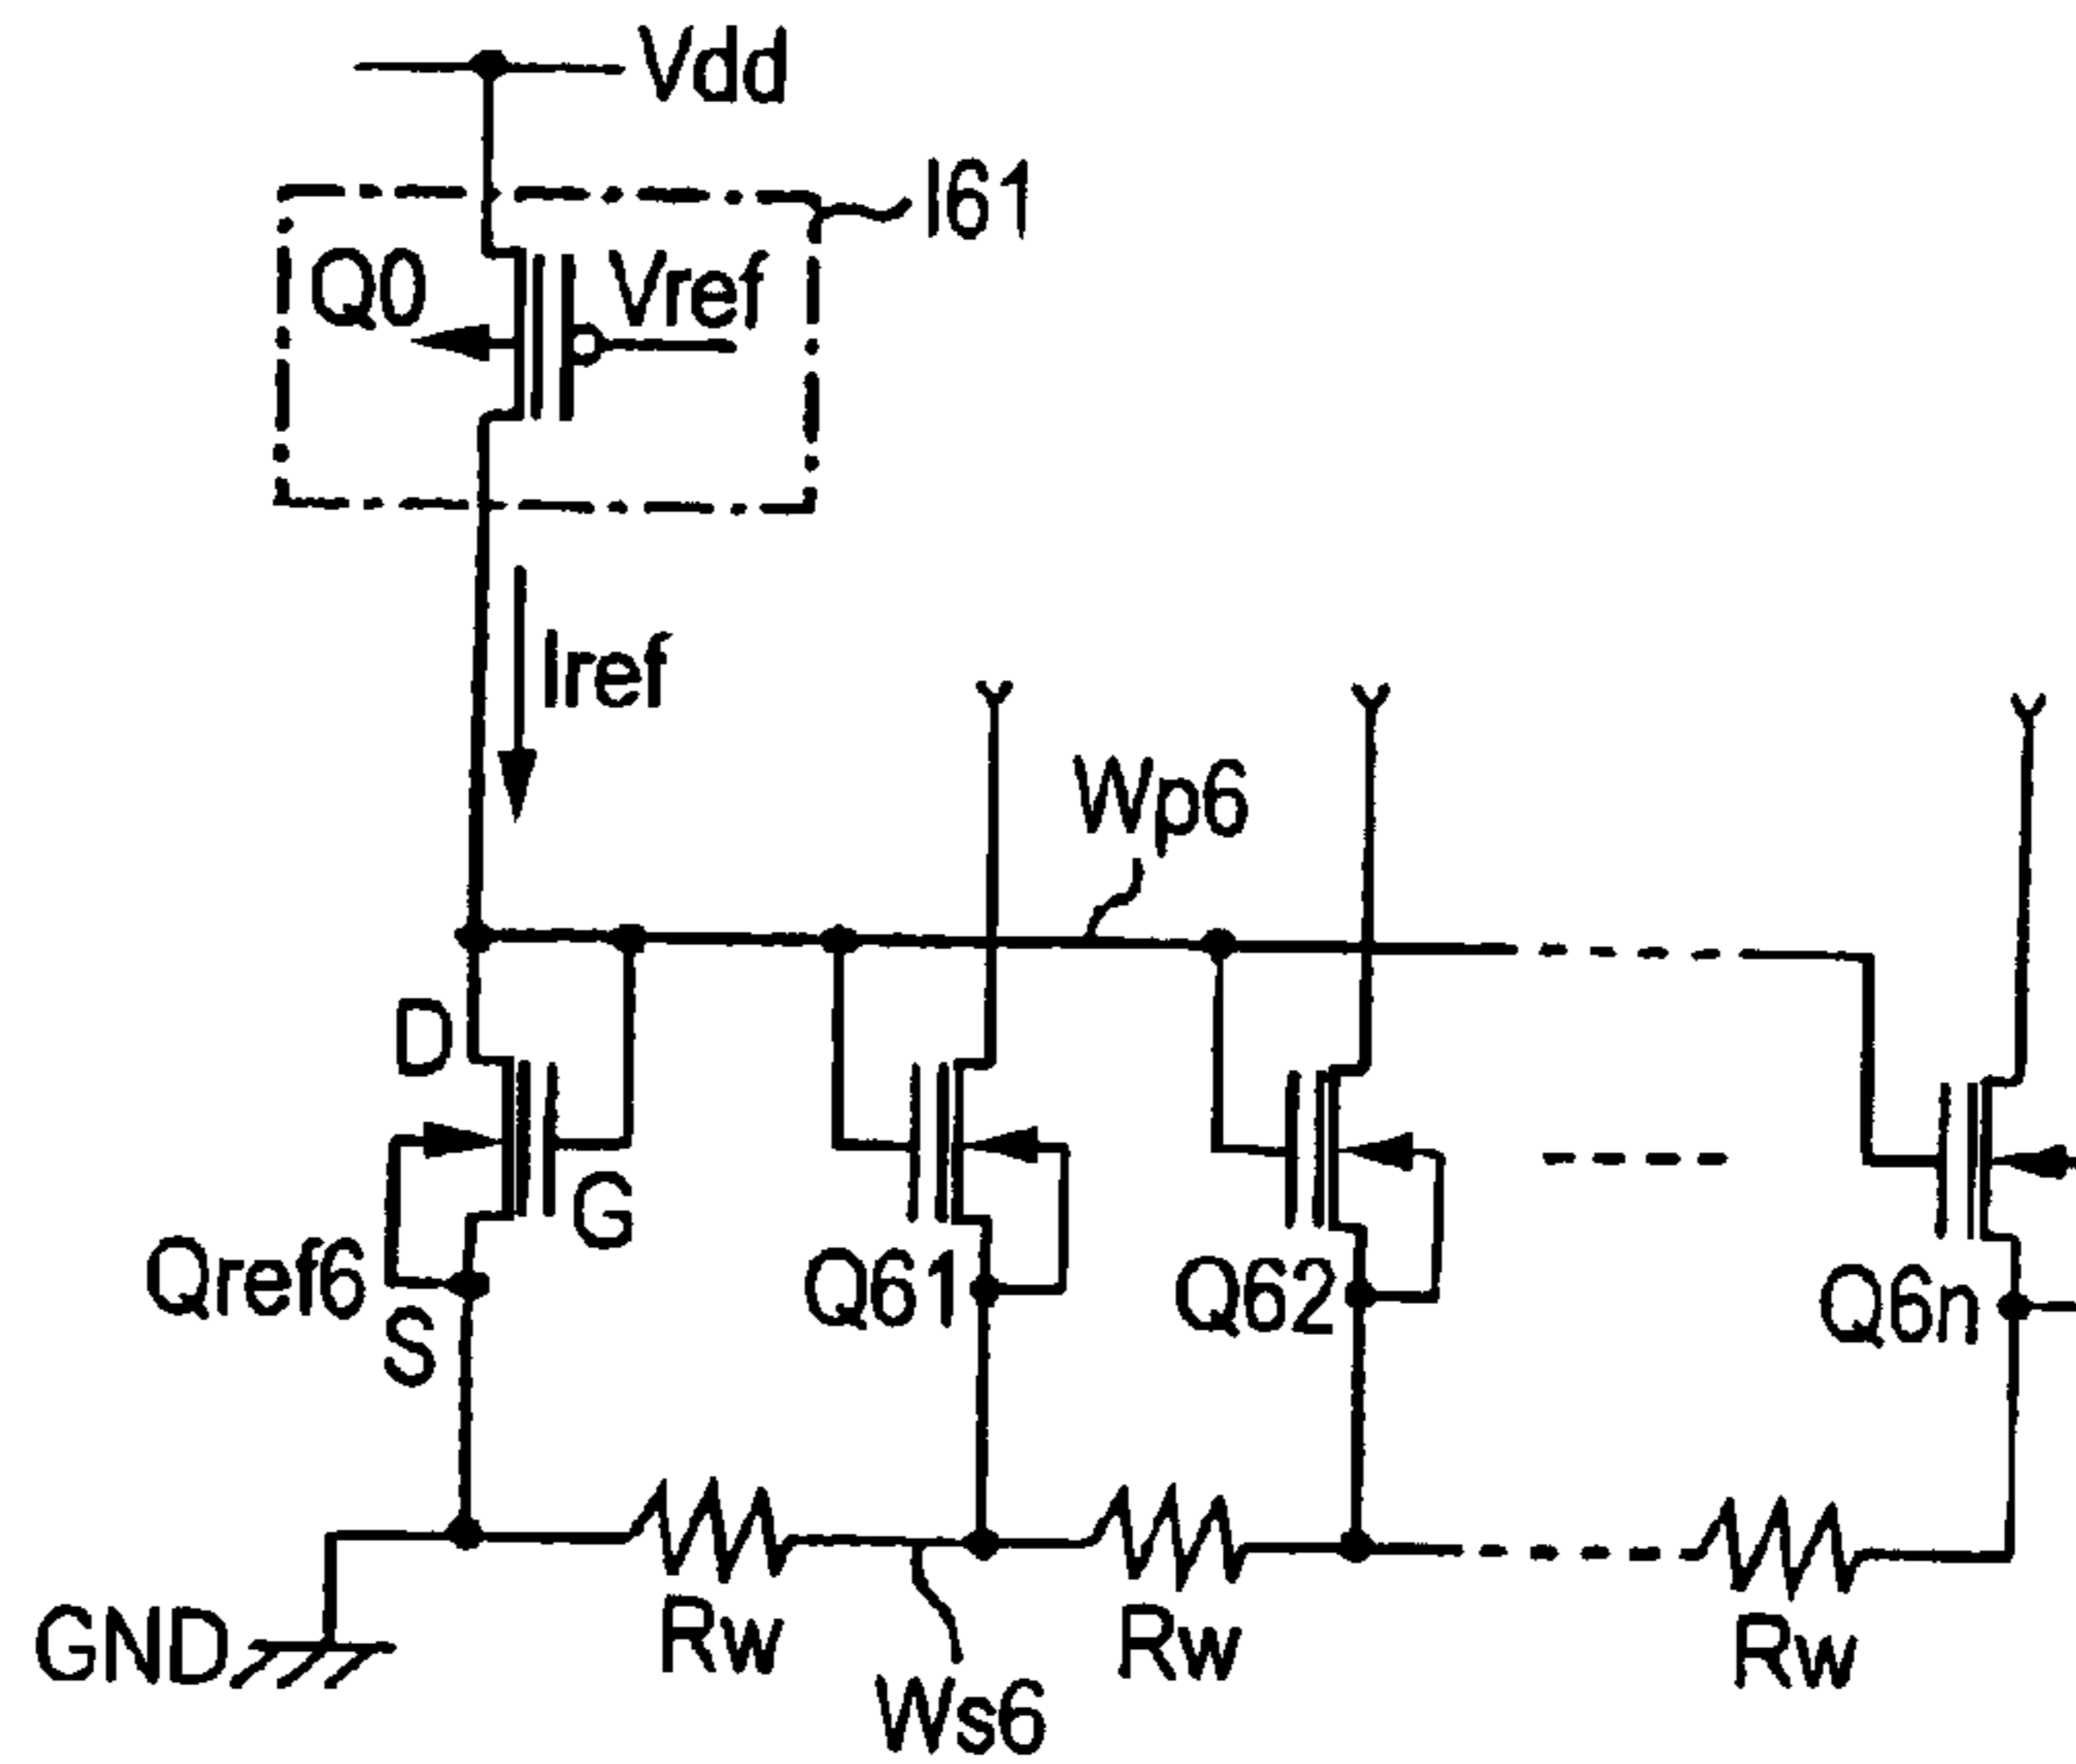 Vdd
I61
Q0
Vref
Iref
Wp6
D
G
Qref6
S
Q61
Q62
Q6n
GND
Rw
Rw
Rw
Ws6